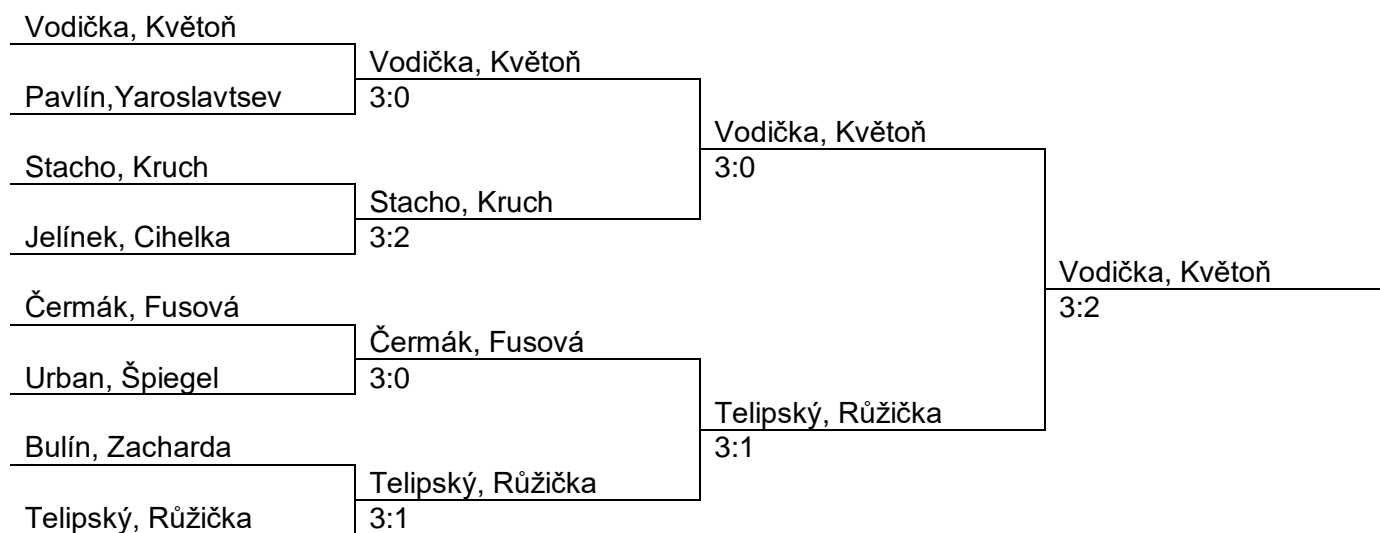 Vodička, Květoň
Vodička, Květoň
Pavlín,Yaroslavtsev
3:0
Vodička, Květoň
Stacho, Kruch
3:0
Stacho, Kruch
Jelínek, Cihelka
3:2
Vodička, Květoň
Čermák, Fusová
3:2
Čermák, Fusová
Urban, Špiegel
3:0
Telipský, Růžička
Bulín, Zacharda
3:1
Telipský, Růžička
Telipský, Růžička
3:1